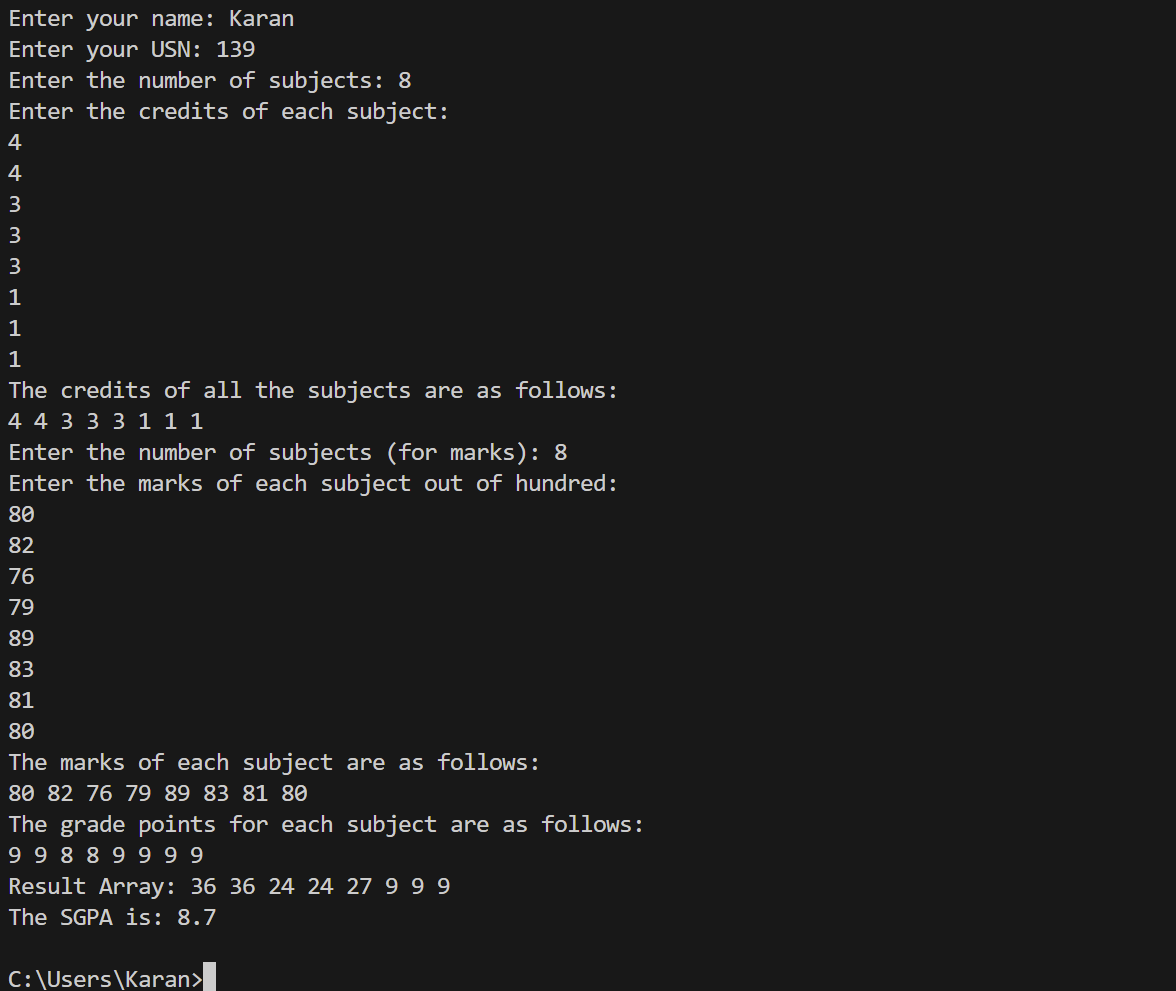 Enter your name: Karan
Enter your USN: 139
Enter the number of subjects: 8
Enter the credits of each subject:
4
4
3
3
3
1
1
1
The credits of all the subjects are as follows:
4 4 3 3 3 1 1 1
Enter the number of subjects (for marks): 8
Enter the marks of each subject out of hundred:
80
82
76
79
89
83
81
80
The marks of each subject are as follows:
80 82 76 79 89 83 81 80
The grade points for each subject are as follows:
9 9 8 8 9 9 9 9
Result Array: 36 36 24 24 27 9 9 9
The SGPA is: 8.7
C:\Users\Karan>